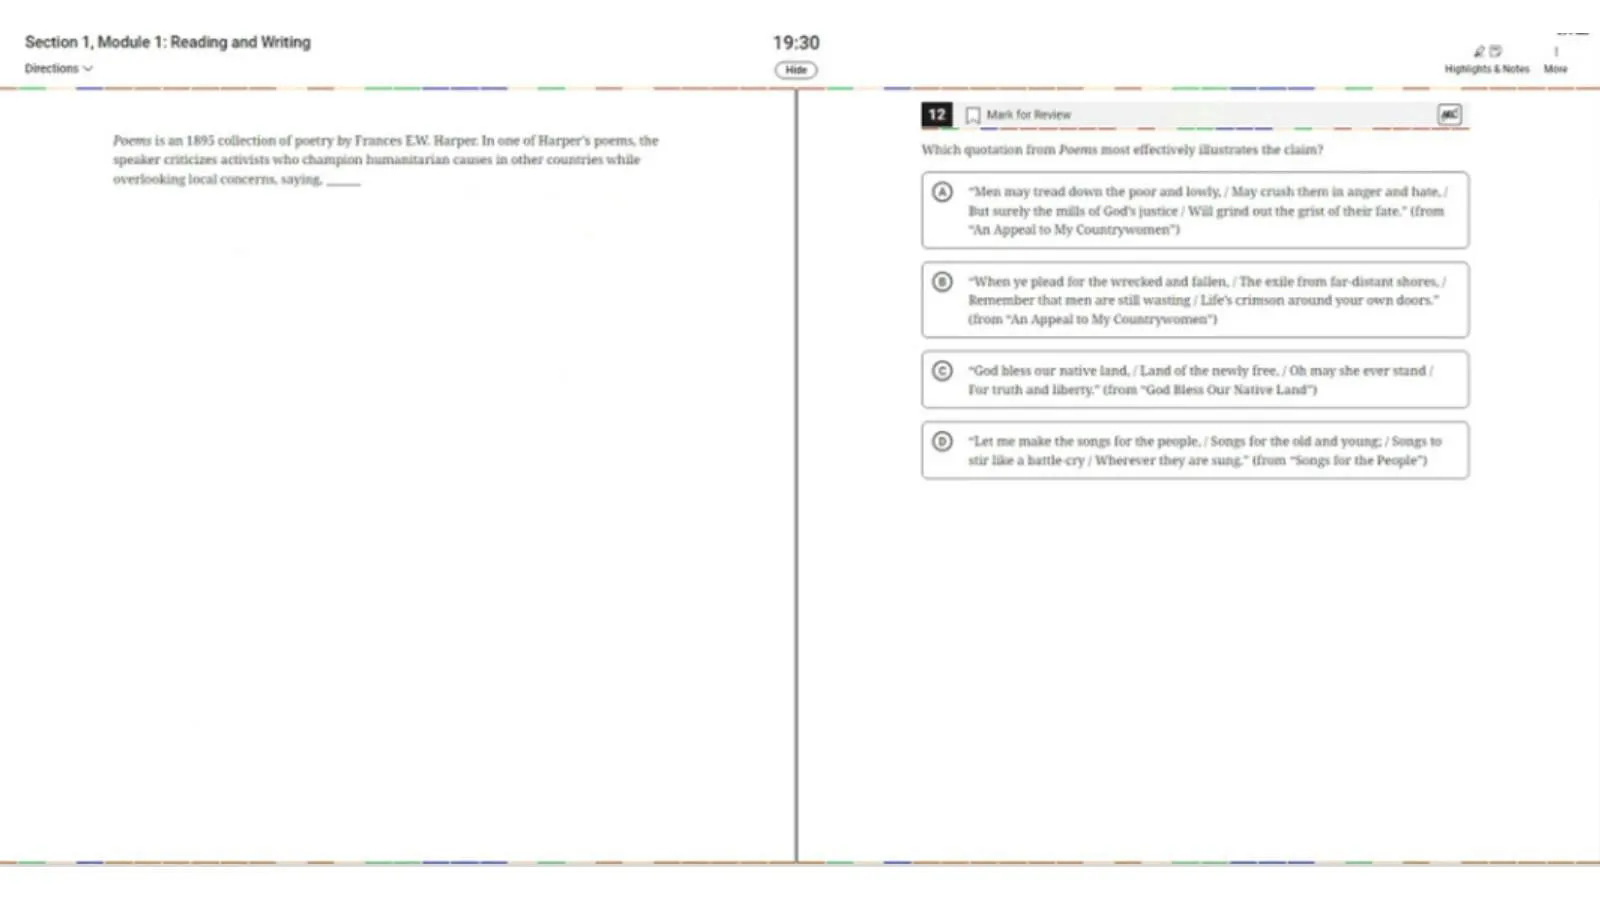 Section 1, Module 1: Reading and Writing
19:30
Directions
Hide
Highlights & Notes
More
Poems is an 1895 collection of poetry by Frances E.W. Harper. In one of Harper's poems, the
speaker criticizes activists who champion humanitarian causes in other countries while
overlooking local concerns, saying, ______
12
Mark for Review
ABC
Which quotation from Poems most effectively illustrates the claim?
A
"Men may tread down the poor and lowly, / May crush them in anger and hate, /
But surely the mills of God's justice / Will grind out the grist of their fate." (from
"An Appeal to My Countrywomen")
B
"When ye plead for the wrecked and fallen, / The exile from far-distant shores, /
Remember that men are still wasting / Life's crimson around your own doors."
(from "An Appeal to My Countrywomen")
C
"God bless our native land, / Land of the newly free, / Oh may she ever stand /
For truth and liberty." (from "God Bless Our Native Land")
D
"Let me make the songs for the people, / Songs for the old and young; / Songs to
stir like a battle-cry / Wherever they are sung." (from "Songs for the People")